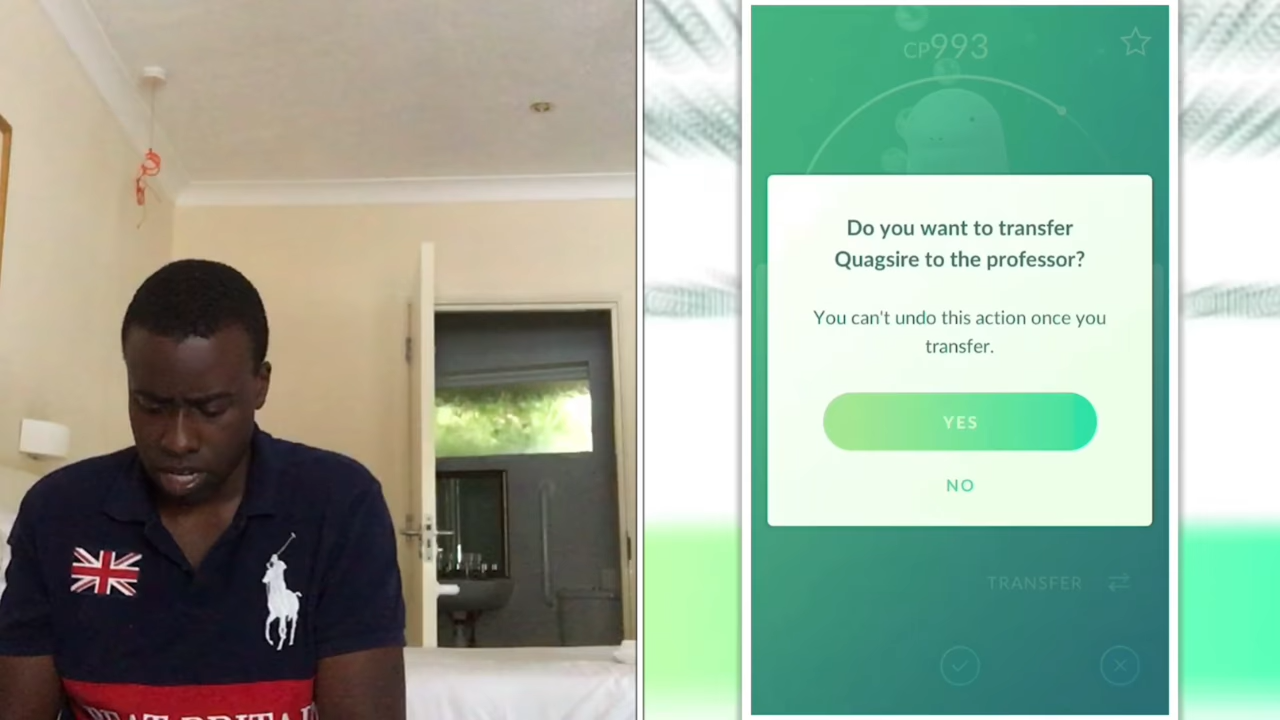 CP993
Do you want to transfer
Quagsire to the professor?
You can't undo this action once you
transfer.
YES
NO
TRANSFER